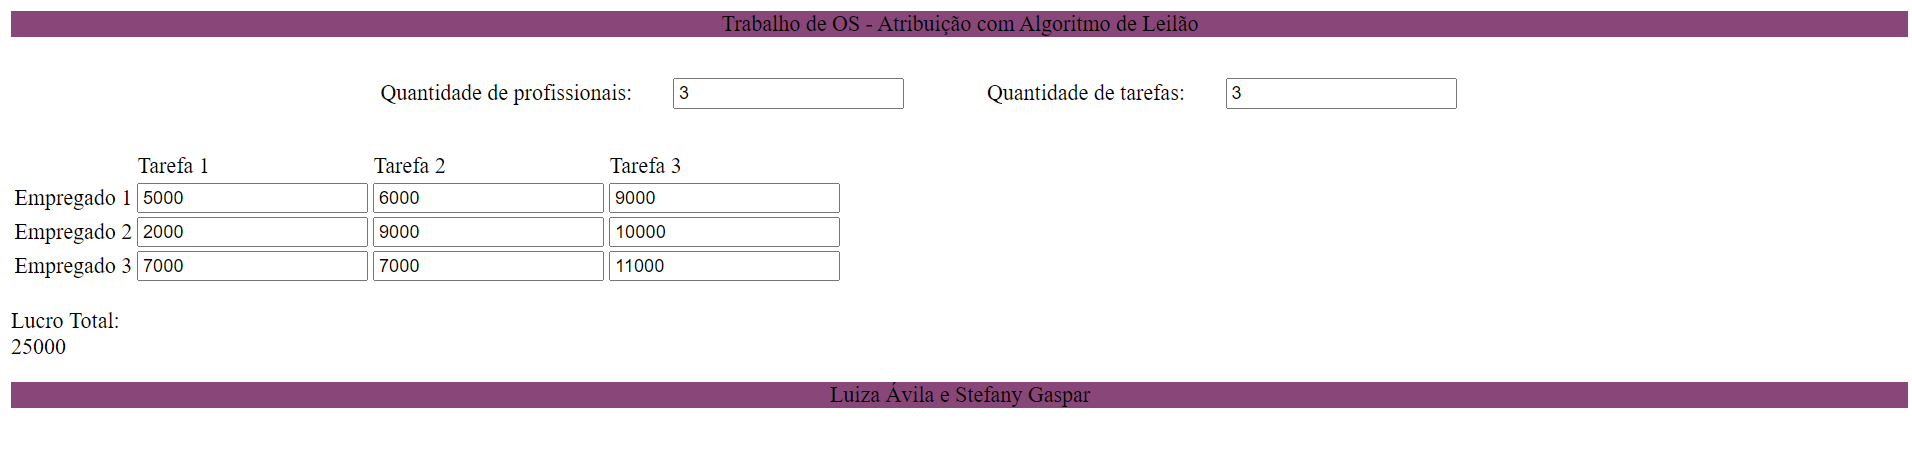 Trabalho de OS - Atribuição com Algoritmo de Leilão
Quantidade de profissionais: 3 Quantidade de tarefas: 3
Tarefa 1 Tarefa 2 Tarefa 3
Empregado 1 5000 6000 9000
Empregado 2 2000 9000 10000
Empregado 3 7000 7000 11000
Lucro Total:
25000
Luiza Ávila e Stefany Gaspar